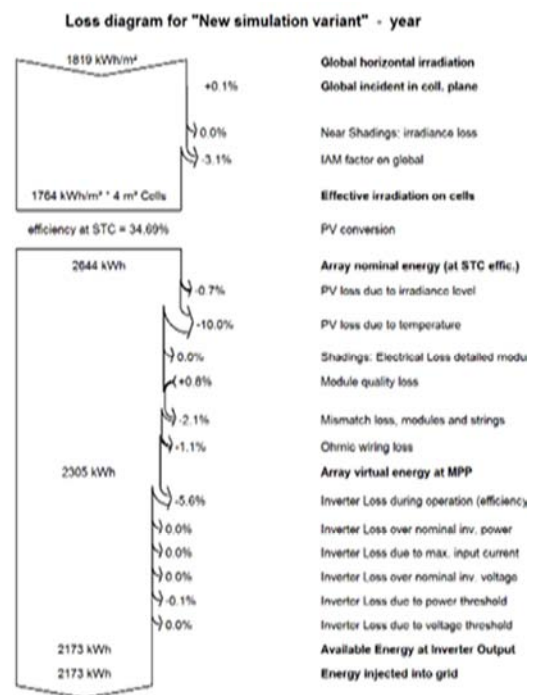 Loss diagram for "New simulation variant" - year
1819 kWh/m² Global horizontal irradiation
+0.1% Global incident in coll. plane
0.0% Near Shadings: irradiance loss
-3.1% IAM factor on global
1764 kWh/m² * 4 m² Cells Effective irradiation on cells
efficiency at STC = 34.69% PV conversion
2644 kWh Array nominal energy (at STC effic.)
-0.7% PV loss due to irradiance level
-10.0% PV loss due to temperature
0.0% Shadings: Electrical Loss detailed modu
+0.8% Module quality loss
-2.1% Mismatch loss, modules and strings
-1.1% Ohmic wiring loss
2305 kWh Array virtual energy at MPP
-5.6% Inverter Loss during operation (efficiency
0.0% Inverter Loss over nominal inv. power
0.0% Inverter Loss due to max. input current
0.0% Inverter Loss over nominal inv. voltage
-0.1% Inverter Loss due to power threshold
0.0% Inverter Loss due to voltage threshold
2173 kWh Available Energy at Inverter Output
2173 kWh Energy injected into grid